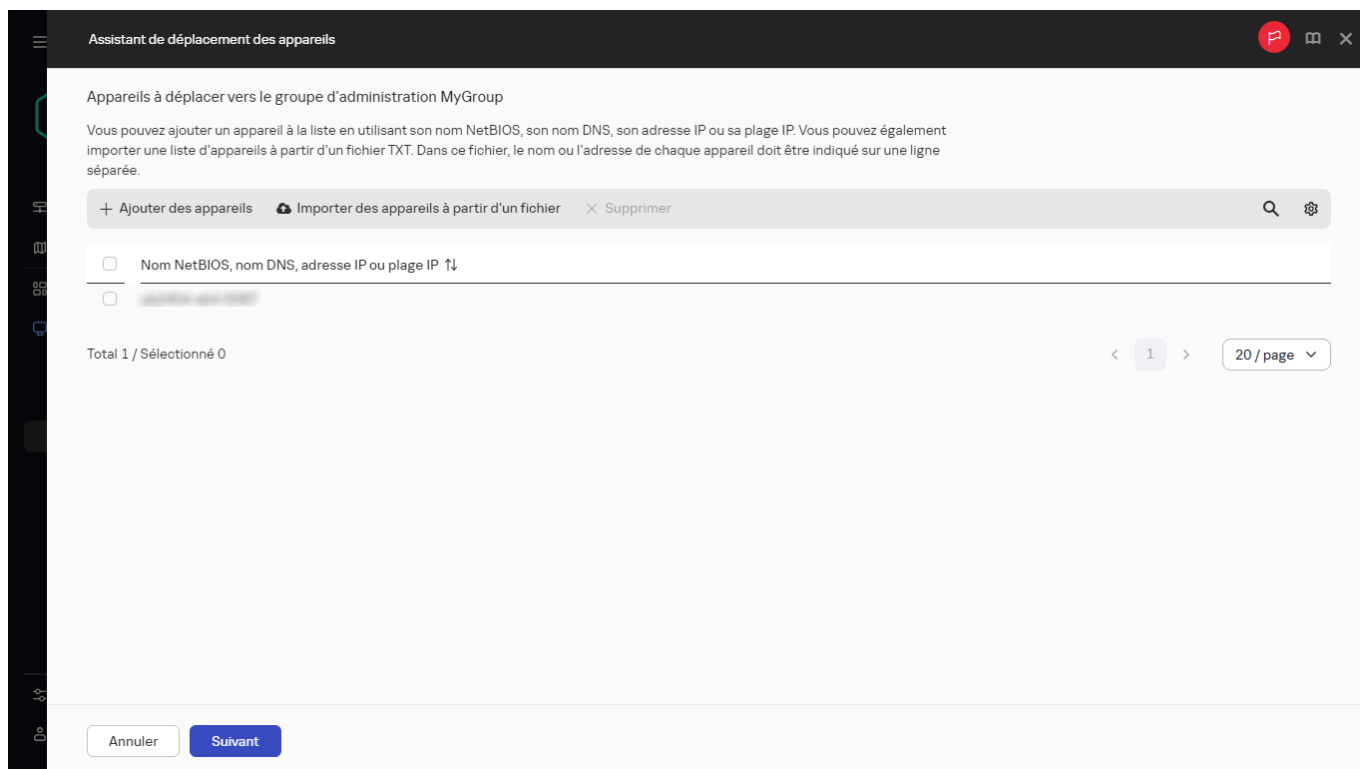 Assistant de déplacement des appareils
Appareils à déplacer vers le groupe d'administration MyGroup
Vous pouvez ajouter un appareil à la liste en utilisant son nom NetBIOS, son nom DNS, son adresse IP ou sa plage IP. Vous pouvez également
importer une liste d'appareils à partir d'un fichier TXT. Dans ce fichier, le nom ou l'adresse de chaque appareil doit être indiqué sur une ligne
séparée.
Ajouter des appareils Importer des appareils à partir d'un fichier Supprimer
Nom NetBIOS, nom DNS, adresse IP ou plage IP
Total 1 / Sélectionné 0 1 20 / page
Annuler Suivant